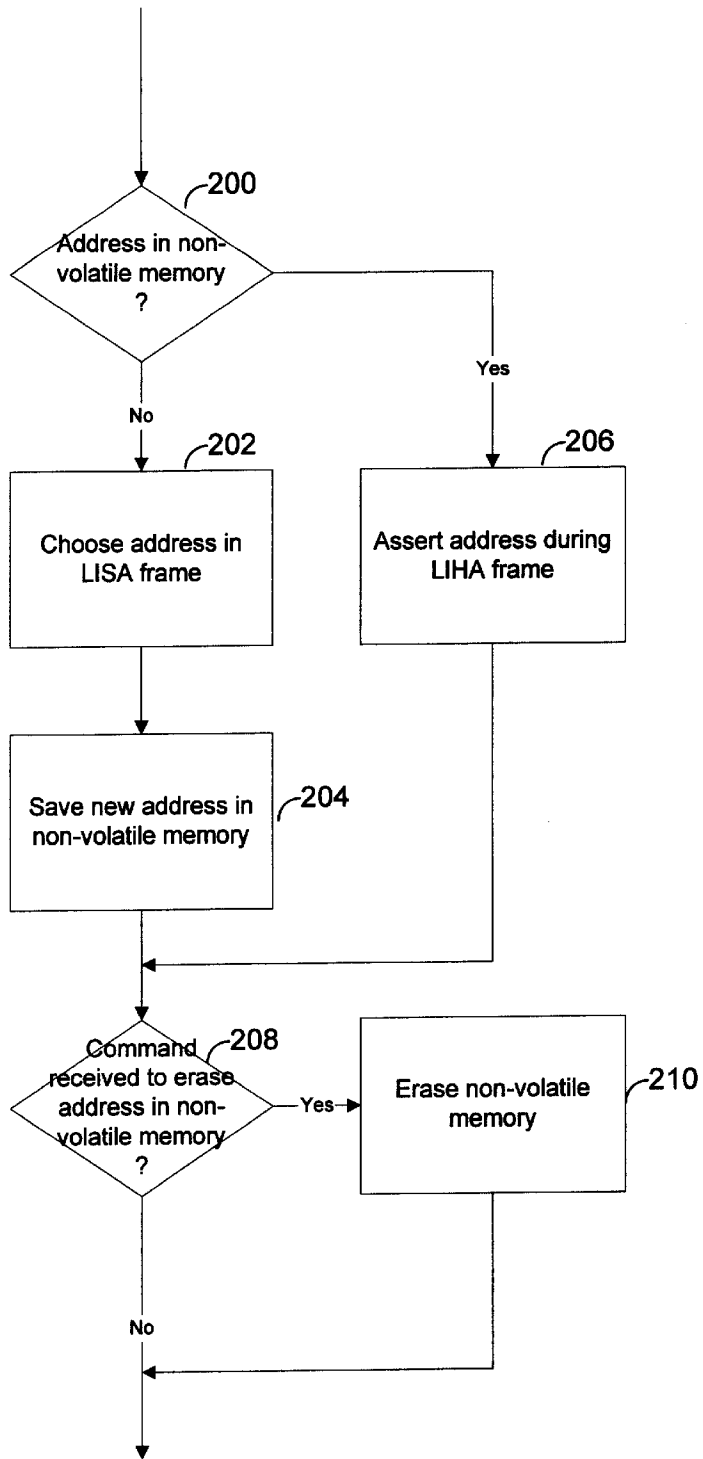 200
Address in non-
volatile memory
?
Yes
No
202
Choose address in
LISA frame
206
Assert address during
LIHA frame
Save new address in
non-volatile memory
204
208
Command
received to erase
address in non-
volatile memory
?
Yes
Erase non-volatile
memory
210
No